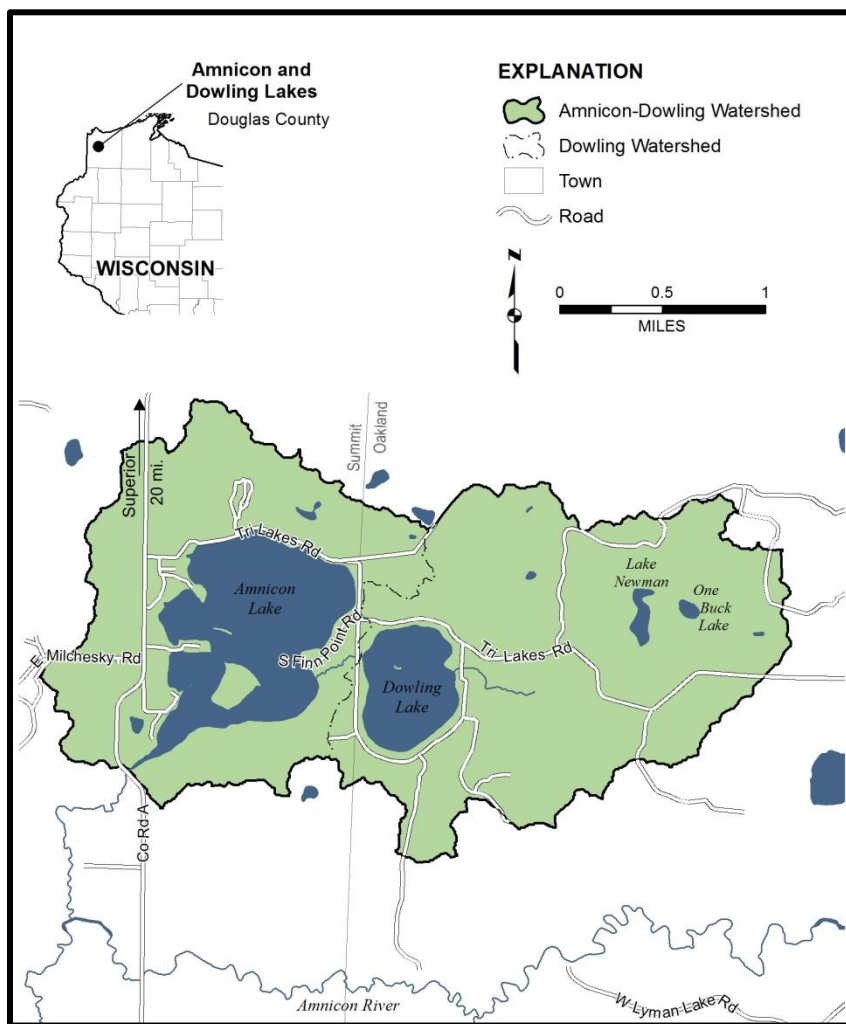 Amnicon and
Dowling Lakes
Douglas County
WISCONSIN
EXPLANATION
Amnicon-Dowling Watershed
Dowling Watershed
Town
Road
N
0
0.5
1
MILES
Superior
20 mi.
Summit
Oakland
Tri Lakes Rd
Amnicon
Lake
Lake
Newman
One
Buck
Lake
S Finn Point Rd
E Milchesky Rd
Tri Lakes Rd
Dowling
Lake
Co Rd A
Amnicon River
W Lyman Lake Rd